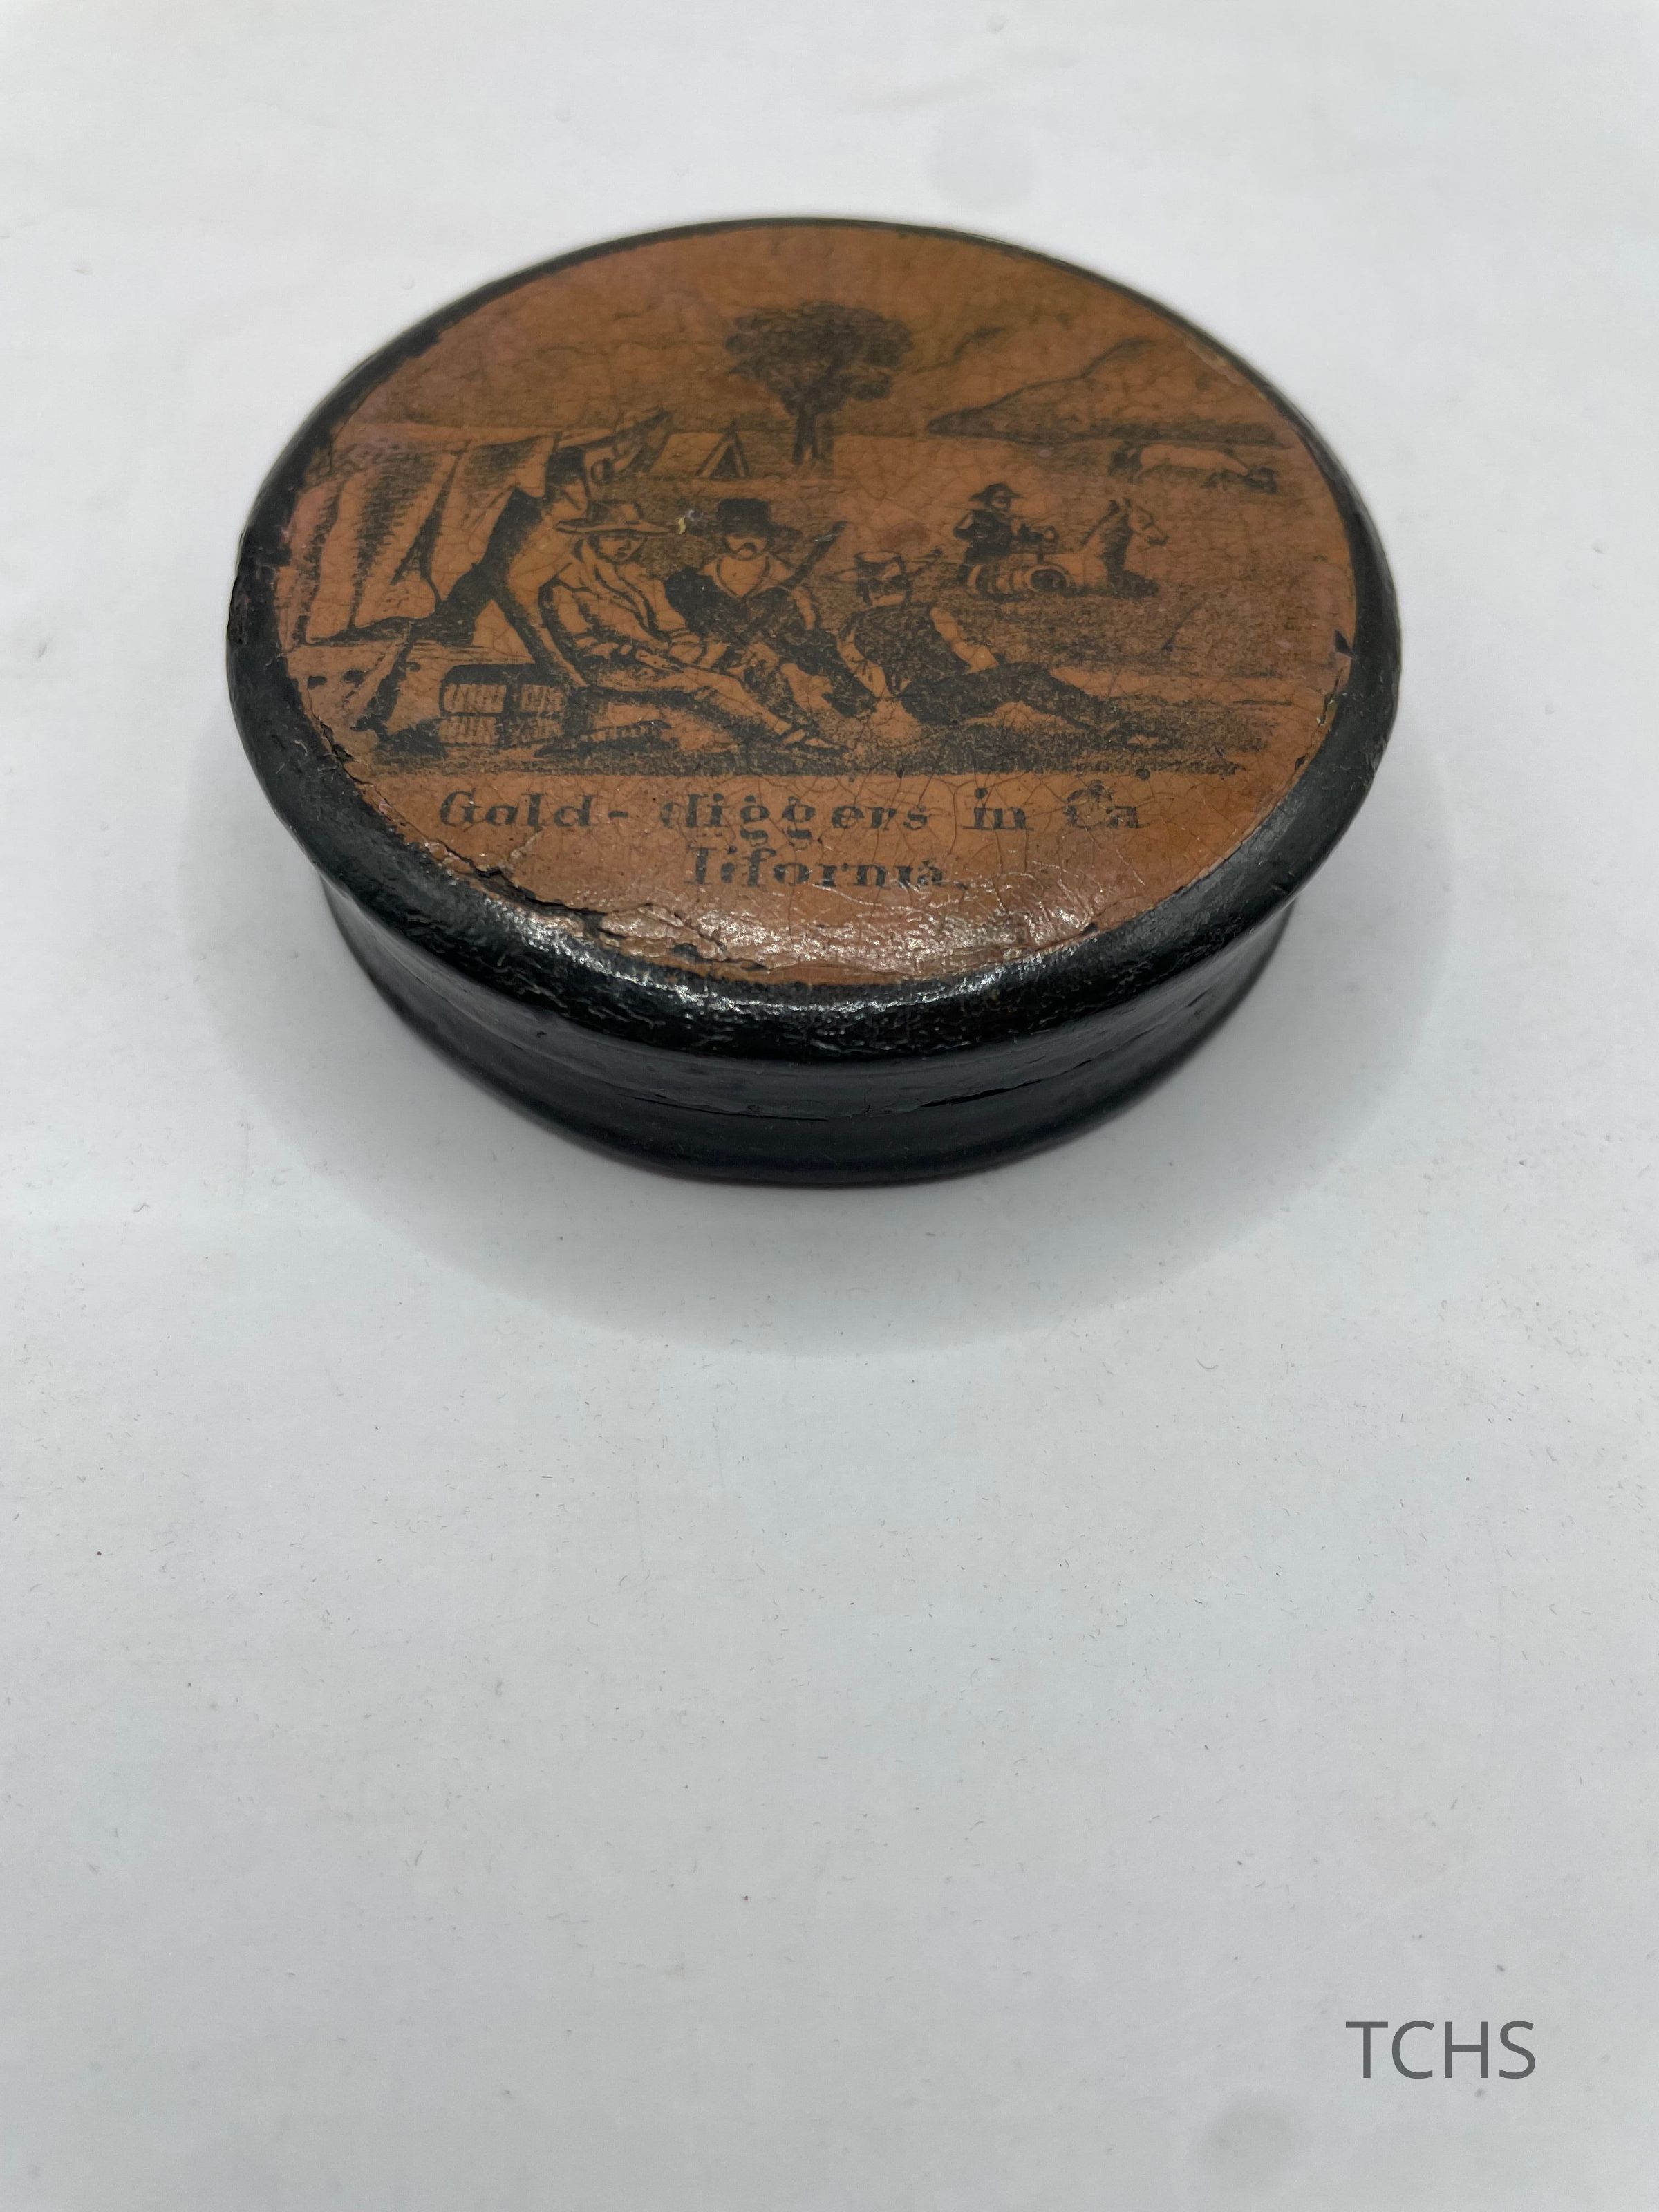 Gold-diggers in Ca
lifornia.
TCHS